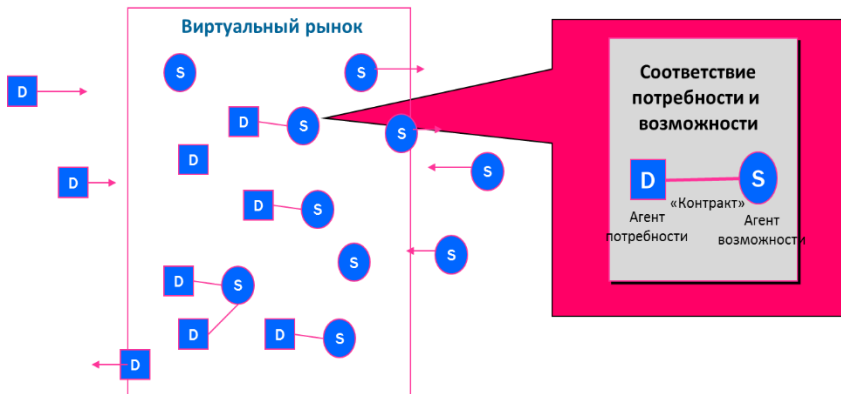 Виртуальный рынок
S
S
D
D
S
S
D
S
D
D
S
S
S
D
S
D
D
S
D
Соответствие
потребности и
возможности
D
S
«Контракт»
Агент
потребности
Агент
возможности